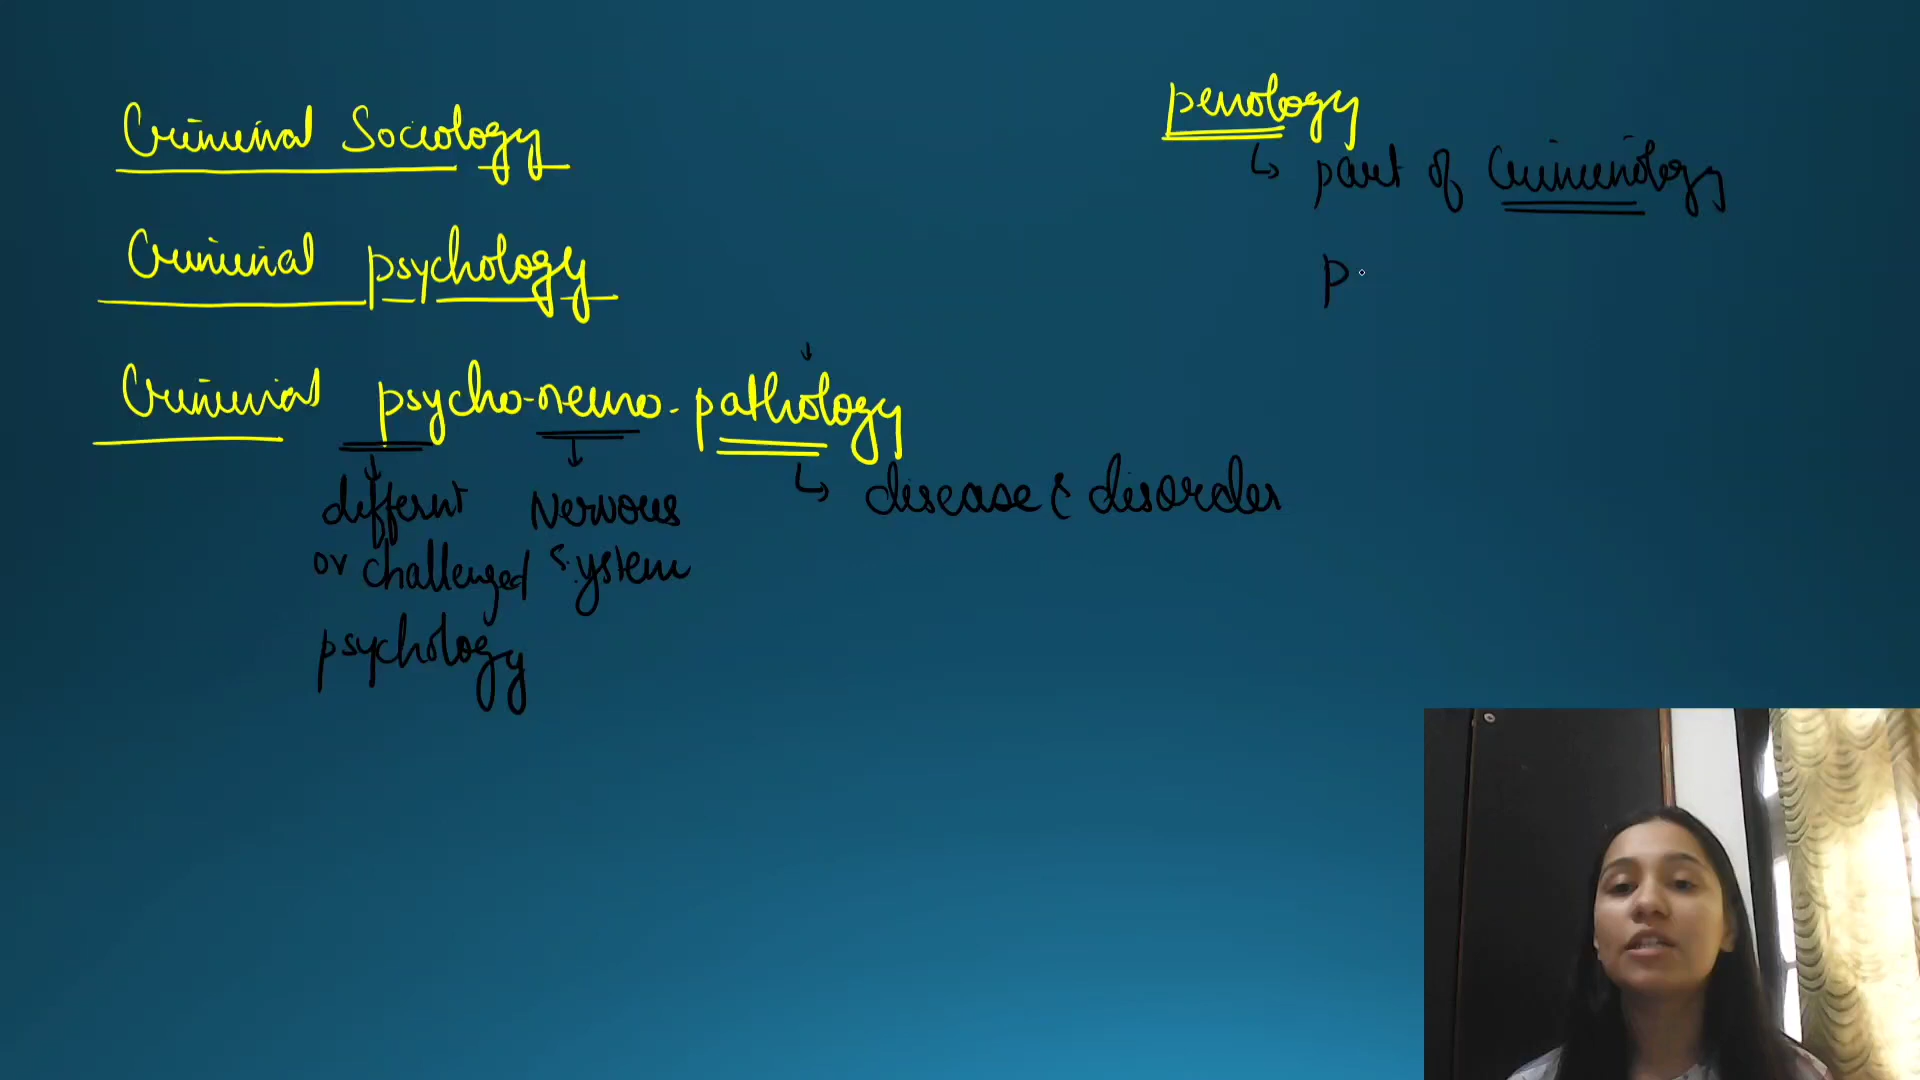 Criminal Sociology
Criminal psychology
Criminal psycho-neuro-pathology
differnt
or challenged
psychology
Nervous
system
disease & disorder
penology
part of Criminology
P